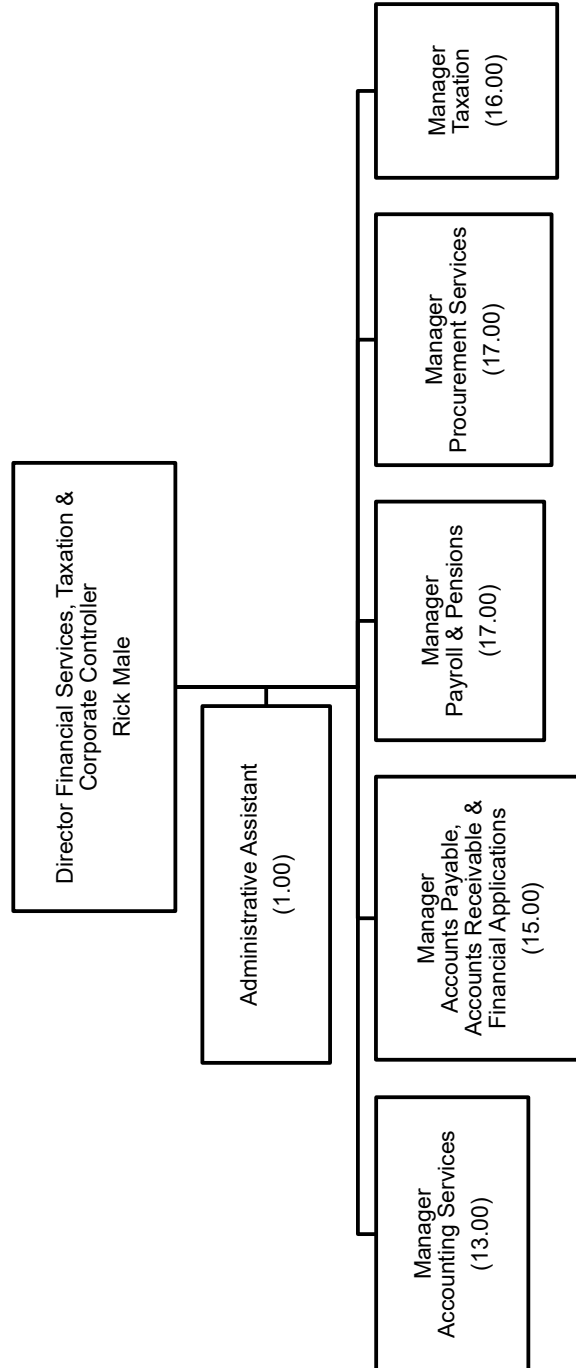 Director Financial Services, Taxation &
Corporate Controller
Rick Male
Administrative Assistant
(1.00)
Manager
Accounting Services
(13.00)
Manager
Accounts Payable,
Accounts Receivable &
Financial Applications
(15.00)
Manager
Payroll & Pensions
(17.00)
Manager
Procurement Services
(17.00)
Manager
Taxation
(16.00)